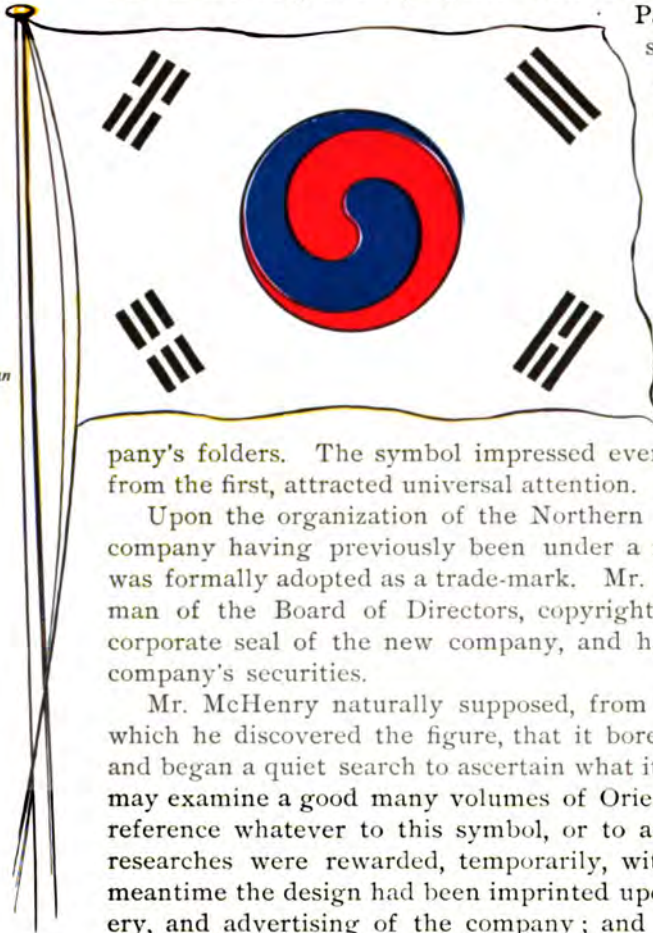 s
pany's folders. The symbol impressed ever
from the first, attracted universal attention.
Upon the organization of the Northern
company having previously been under a
was formally adopted as a trade-mark. Mr.
man of the Board of Directors, copyright
corporate seal of the new company, and h
company's securities.
Mr. McHenry naturally supposed, from
which he discovered the figure, that it bore
and began a quiet search to ascertain what it
may examine a good many volumes of Orie
reference whatever to this symbol, or to a
researches were rewarded, temporarily, wit
meantime the design had been imprinted upo
ery, and advertising of the company; and